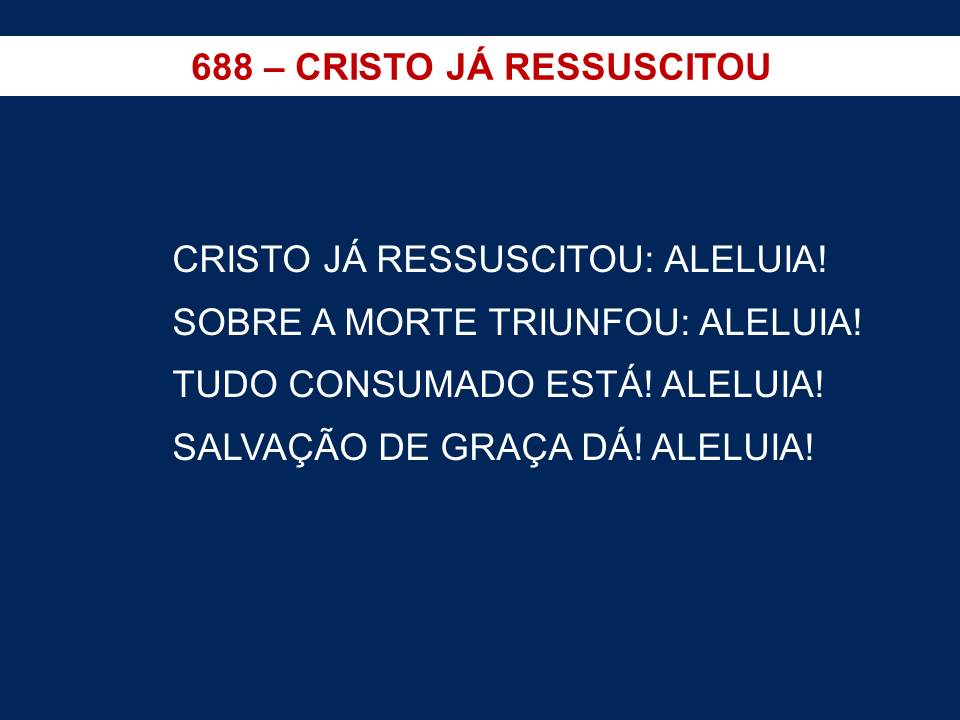 688 – CRISTO JÁ RESSUSCITOU
CRISTO JÁ RESSUSCITOU: ALELUIA!
SOBRE A MORTE TRIUNFOU: ALELUIA!
TUDO CONSUMADO ESTÁ! ALELUIA!
SALVAÇÃO DE GRAÇA DÁ! ALELUIA!